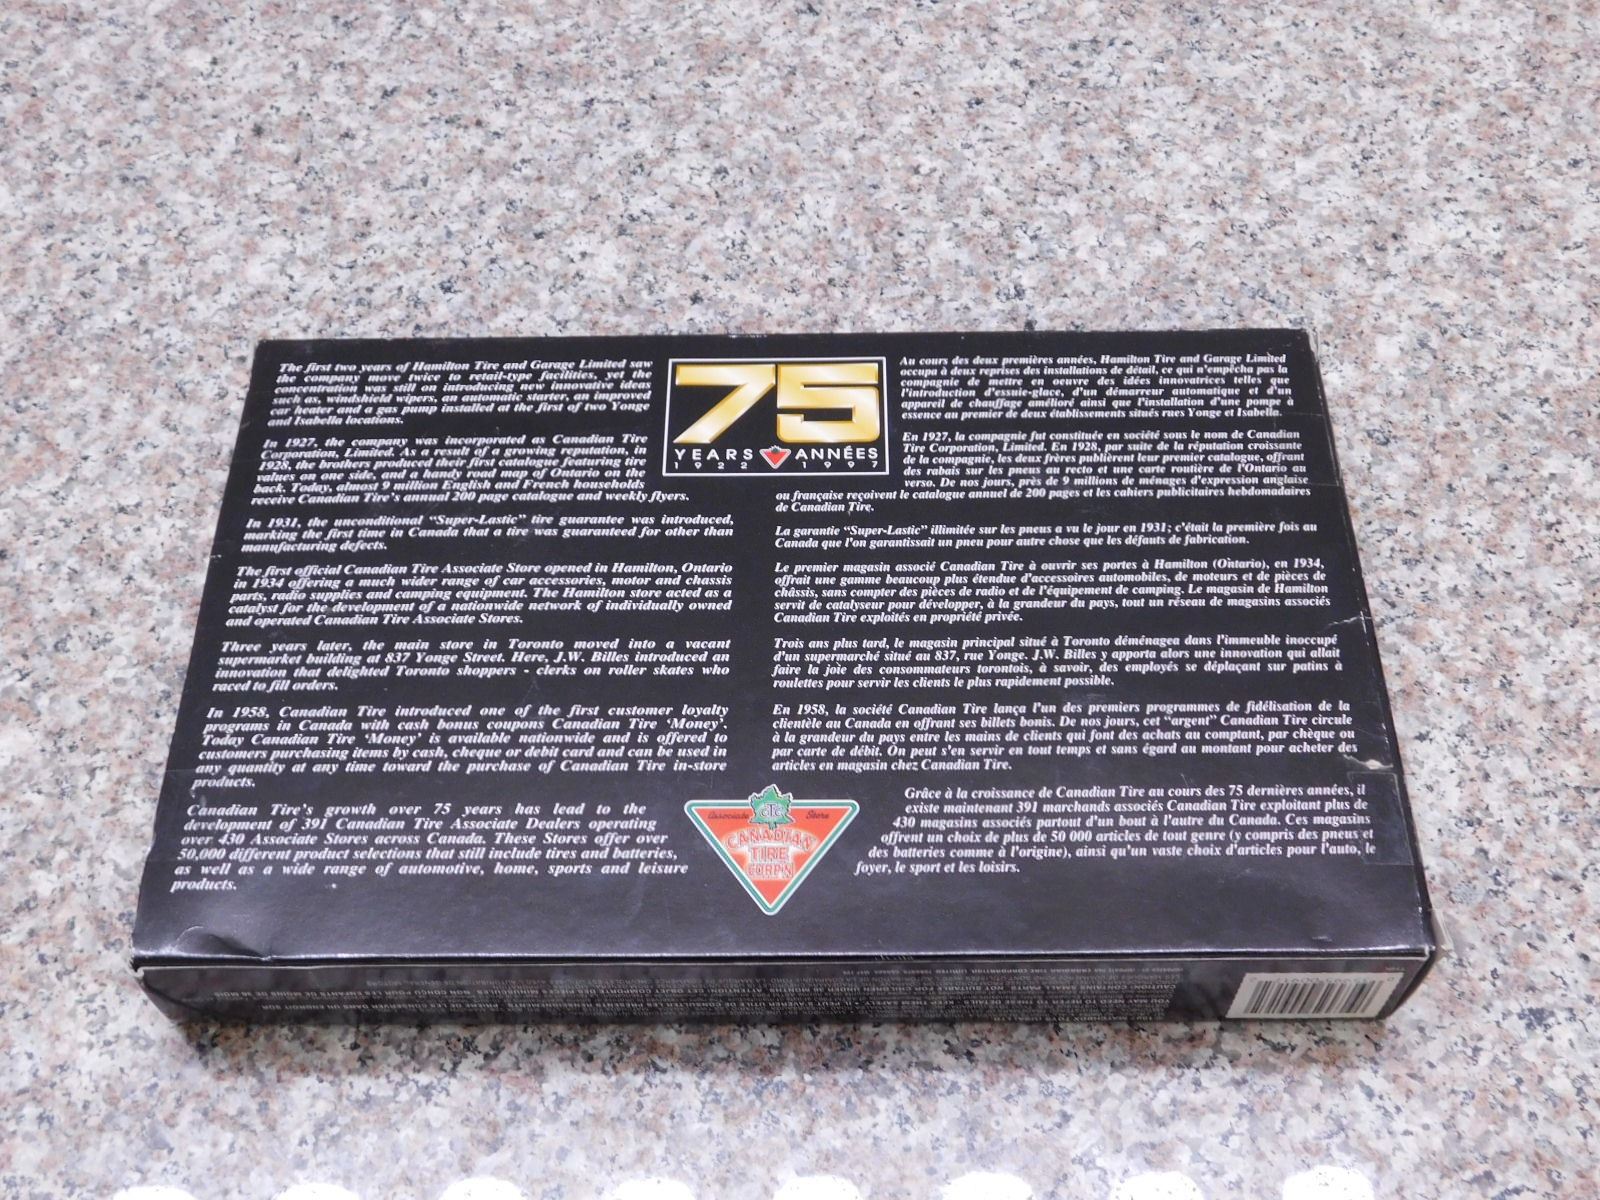 The first two years of Hamilton Tire and Garage Limited saw
the company move twice to retail-type facilities, yet the
concentration was still on introducing new innovative ideas
such as, windshield wipers, an automatic starter, an improved
car heater and a gas pump installed at the first of two Yonge
and Isabella locations.
In 1927, the company was incorporated as Canadian Tire
Corporation, Limited. As a result of a growing reputation, in
1928, the brothers produced their first catalogue featuring tire
values on one side, and a handy road map of Ontario on the
back. Today, almost 9 million English and French households
receive Canadian Tire's annual 200 page catalogue and weekly flyers.
In 1931, the unconditional "Super-Lastic" tire guarantee was introduced,
marking the first time in Canada that a tire was guaranteed for other than
manufacturing defects.
The first official Canadian Tire Associate Store opened in Hamilton, Ontario
in 1934 offering a much wider range of car accessories, motor and chassis
parts, radio supplies and camping equipment. The Hamilton store acted as a
catalyst for the development of a nationwide network of individually owned
and operated Canadian Tire Associate Stores.
Three years later, the main store in Toronto moved into a vacant
supermarket building at 837 Yonge Street. Here, J.W. Billes introduced an
innovation that delighted Toronto shoppers - clerks on roller skates who
raced to fill orders.
In 1958, Canadian Tire introduced one of the first customer loyalty
programs in Canada with cash bonus coupons Canadian Tire 'Money'.
Today Canadian Tire 'Money' is available nationwide and is offered to
customers purchasing items by cash, cheque or debit card and can be used in
any quantity at any time toward the purchase of Canadian Tire in-store
products.
Canadian Tire's growth over 75 years has lead to the
development of 391 Canadian Tire Associate Dealers operating
over 430 Associate Stores across Canada. These Stores offer over
50,000 different product selections that still include tires and batteries,
as well as a wide range of automotive, home, sports and leisure
products.
75
YEARS ANNÉES
1922 1997
Au cours des deux premières années, Hamilton Tire and Garage Limited
occupa à deux reprises des installations de détail, ce qui n'empêcha pas la
compagnie de mettre en oeuvre des idées innovatrices telles que
l'introduction d'essuie-glace, d'un démarreur automatique et d'un
appareil de chauffage amélioré ainsi que l'installation d'une pompe à
essence au premier de deux établissements situés rues Yonge et Isabella.
En 1927, la compagnie fut constituée en société sous le nom de Canadian
Tire Corporation, Limited. En 1928, par suite de la réputation croissante
de la compagnie, les deux frères publièrent leur premier catalogue, offrant
des rabais sur les pneus au recto et une carte routière de l'Ontario au
verso. De nos jours, près de 9 millions de ménages d'expression anglaise
ou française reçoivent le catalogue annuel de 200 pages et les cahiers publicitaires hebdomadaires
de Canadian Tire.
La garantie "Super-Lastic" illimitée sur les pneus a vu le jour en 1931; c'était la première fois au
Canada que l'on garantissait un pneu pour autre chose que les défauts de fabrication.
Le premier magasin associé Canadian Tire à ouvrir ses portes à Hamilton (Ontario), en 1934,
offrait une gamme beaucoup plus étendue d'accessoires automobiles, de moteurs et de pièces de
châssis, sans compter des pièces de radio et de l'équipement de camping. Le magasin de Hamilton
servit de catalyseur pour développer, à la grandeur du pays, tout un réseau de magasins associés
Canadian Tire exploités en propriété privée.
Trois ans plus tard, le magasin principal situé à Toronto déménagea dans l'immeuble inoccupé
d'un supermarché situé au 837, rue Yonge. J.W. Billes y apporta alors une innovation qui allait
faire la joie des consommateurs torontois, à savoir, des employés se déplaçant sur patins à
roulettes pour servir les clients le plus rapidement possible.
En 1958, la société Canadian Tire lança l'un des premiers programmes de fidélisation de la
clientèle au Canada en offrant ses billets bonis. De nos jours, cet "argent" Canadian Tire circule
à la grandeur du pays entre les mains de clients qui font des achats au comptant, par chèque ou
par carte de débit. On peut s'en servir en tout temps et sans égard au montant pour acheter des
articles en magasin chez Canadian Tire.
Grâce à la croissance de Canadian Tire au cours des 75 dernières années, il
existe maintenant 391 marchands associés Canadian Tire exploitant plus de
430 magasins associés partout d'un bout à l'autre du Canada. Ces magasins
offrent un choix de plus de 50 000 articles de tout genre (y compris des pneus et
des batteries comme à l'origine), ainsi qu'un vaste choix d'articles pour l'auto, le
foyer, le sport et les loisirs.
Associate Store
CTC
CANADIAN
TIRE
CORP'N